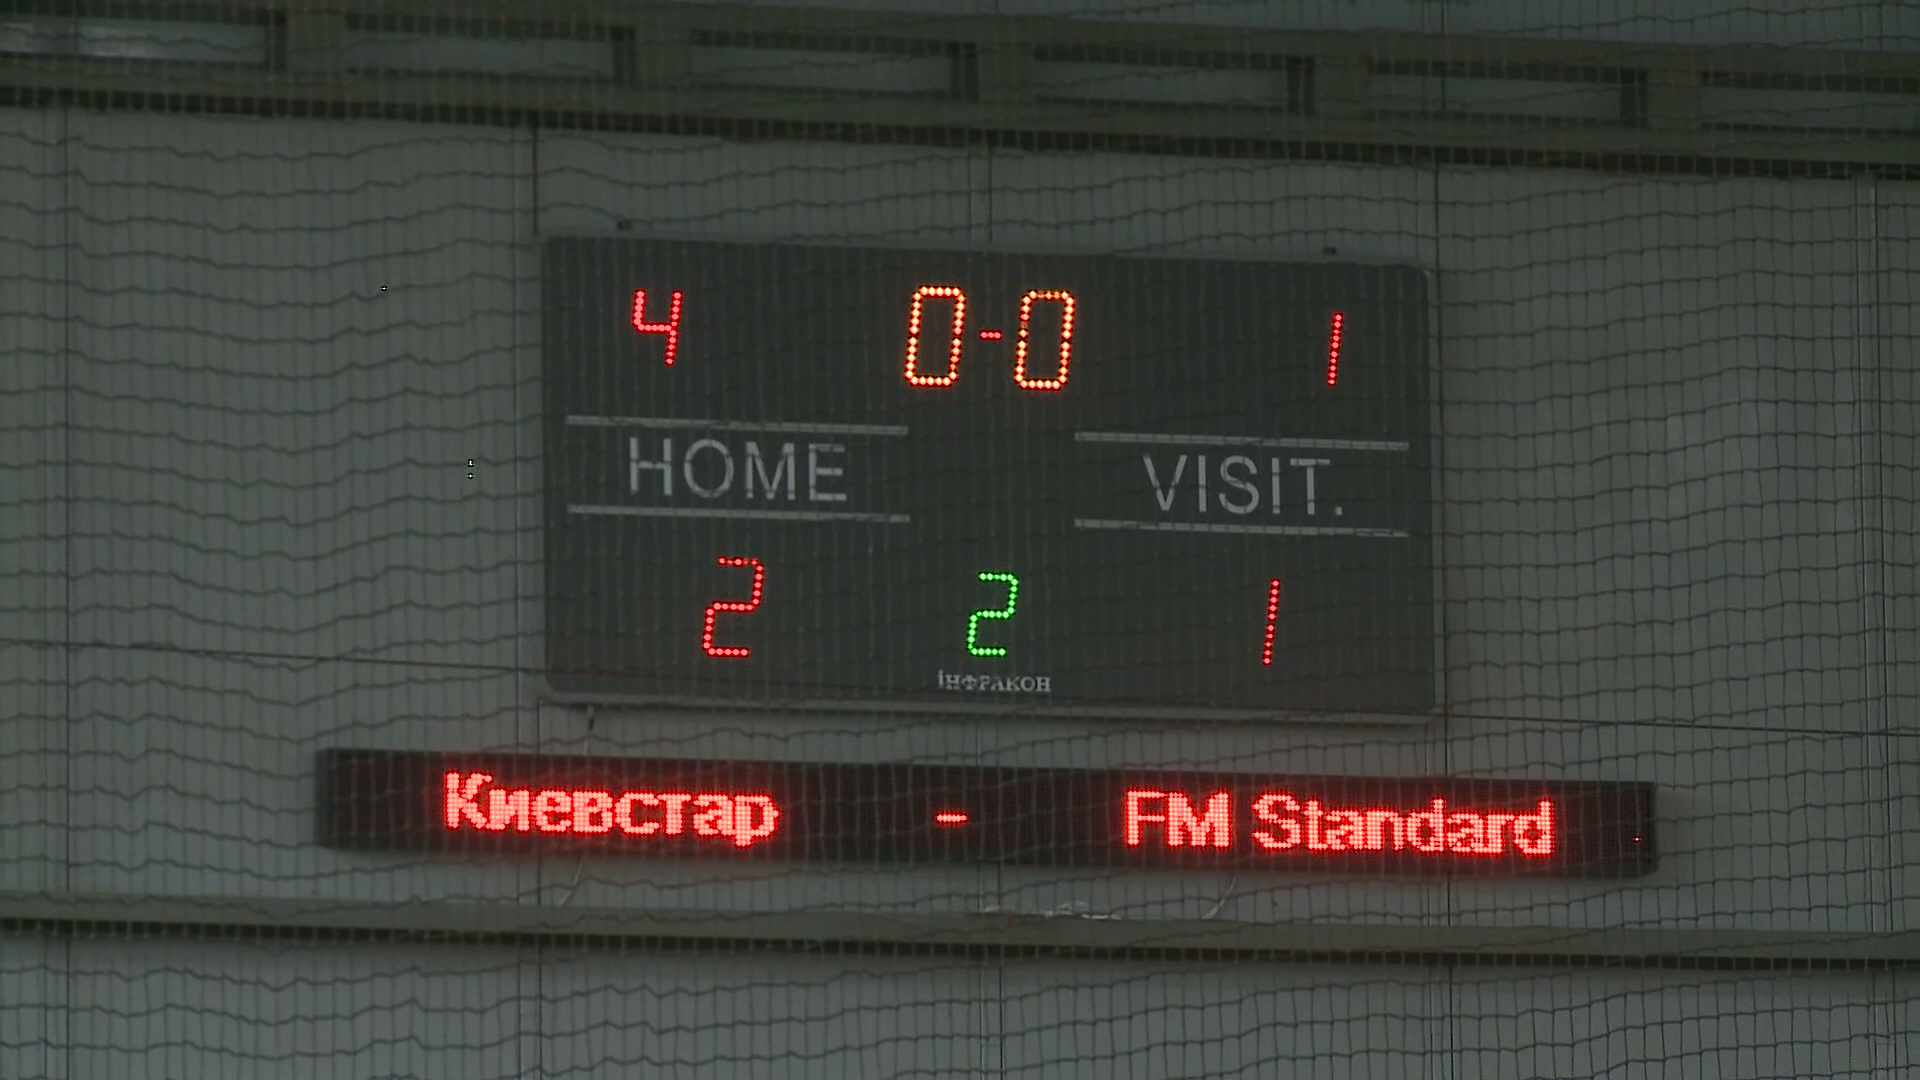 4 0-0 1
HOME VISIT.
2 2 1
ІНФРАКОН
Киевстар - FM Standard